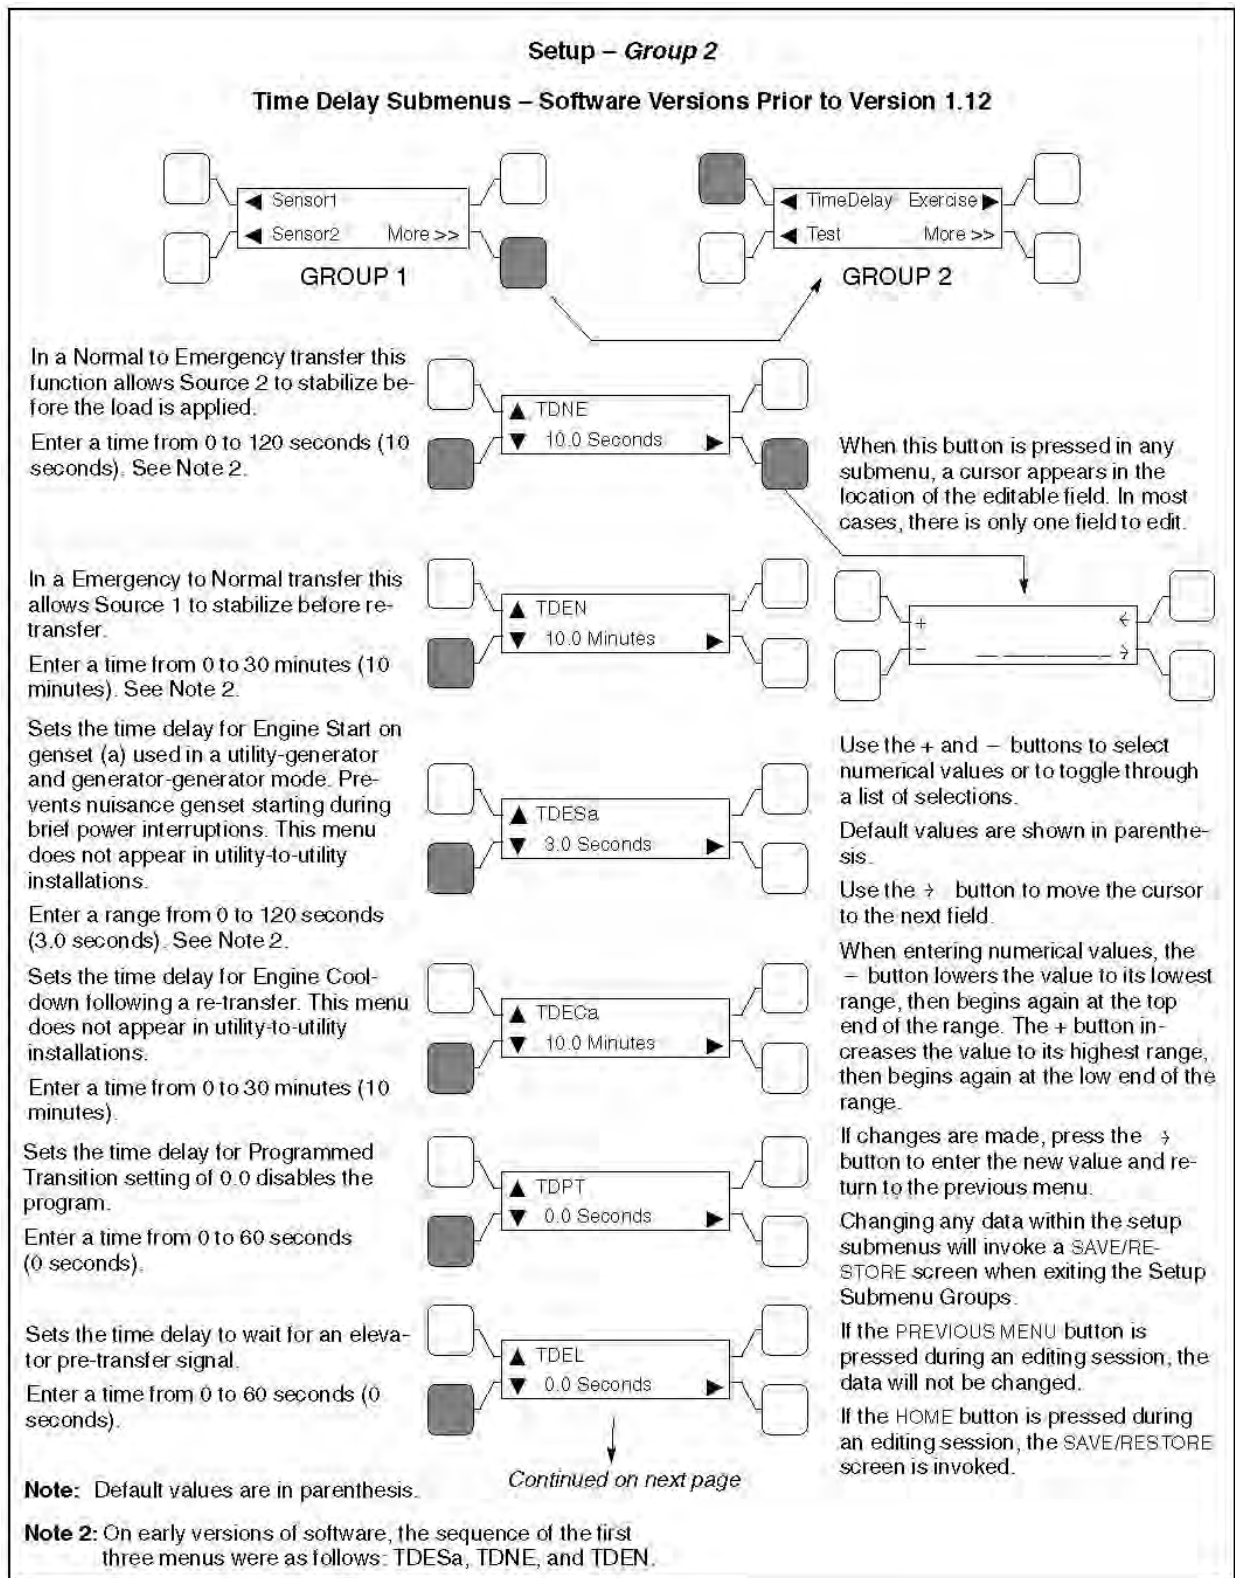 Setup – Group 2
Time Delay Submenus – Software Versions Prior to Version 1.12
◀ Sensor1
◀ Sensor2 More >>
GROUP 1
◀ TimeDelay Exercise ▶
◀ Test More >>
GROUP 2
In a Normal to Emergency transfer this
function allows Source 2 to stabilize be-
fore the load is applied.
Enter a time from 0 to 120 seconds (10
seconds). See Note 2.
▲ TDNE
▼ 10.0 Seconds ▶
When this button is pressed in any
submenu, a cursor appears in the
location of the editable field. In most
cases, there is only one field to edit.
In a Emergency to Normal transfer this
allows Source 1 to stabilize before re-
transfer.
Enter a time from 0 to 30 minutes (10
minutes). See Note 2.
▲ TDEN
▼ 10.0 Minutes ▶
+ ←
– →
Sets the time delay for Engine Start on
genset (a) used in a utility-generator
and generator-generator mode. Pre-
vents nuisance genset starting during
brief power interruptions. This menu
does not appear in utility-to-utility
installations.
Enter a range from 0 to 120 seconds
(3.0 seconds). See Note 2.
▲ TDESa
▼ 3.0 Seconds ▶
Sets the time delay for Engine Cool-
down following a re-transfer. This menu
does not appear in utility-to-utility
installations.
Enter a time from 0 to 30 minutes (10
minutes).
▲ TDECa
▼ 10.0 Minutes ▶
Sets the time delay for Programmed
Transition setting of 0.0 disables the
program.
Enter a time from 0 to 60 seconds
(0 seconds).
▲ TDPT
▼ 0.0 Seconds ▶
Sets the time delay to wait for an eleva-
tor pre-transfer signal.
Enter a time from 0 to 60 seconds (0
seconds).
▲ TDEL
▼ 0.0 Seconds ▶
Continued on next page
Use the + and – buttons to select
numerical values or to toggle through
a list of selections.
Default values are shown in parenthe-
sis.
Use the → button to move the cursor
to the next field.
When entering numerical values, the
– button lowers the value to its lowest
range, then begins again at the top
end of the range. The + button in-
creases the value to its highest range,
then begins again at the low end of the
range.
If changes are made, press the →
button to enter the new value and re-
turn to the previous menu.
Changing any data within the setup
submenus will invoke a SAVE/RE-
STORE screen when exiting the Setup
Submenu Groups.
If the PREVIOUS MENU button is
pressed during an editing session, the
data will not be changed.
If the HOME button is pressed during
an editing session, the SAVE/RESTORE
screen is invoked.
Note: Default values are in parenthesis.
Note 2: On early versions of software, the sequence of the first
three menus were as follows: TDESa, TDNE, and TDEN.